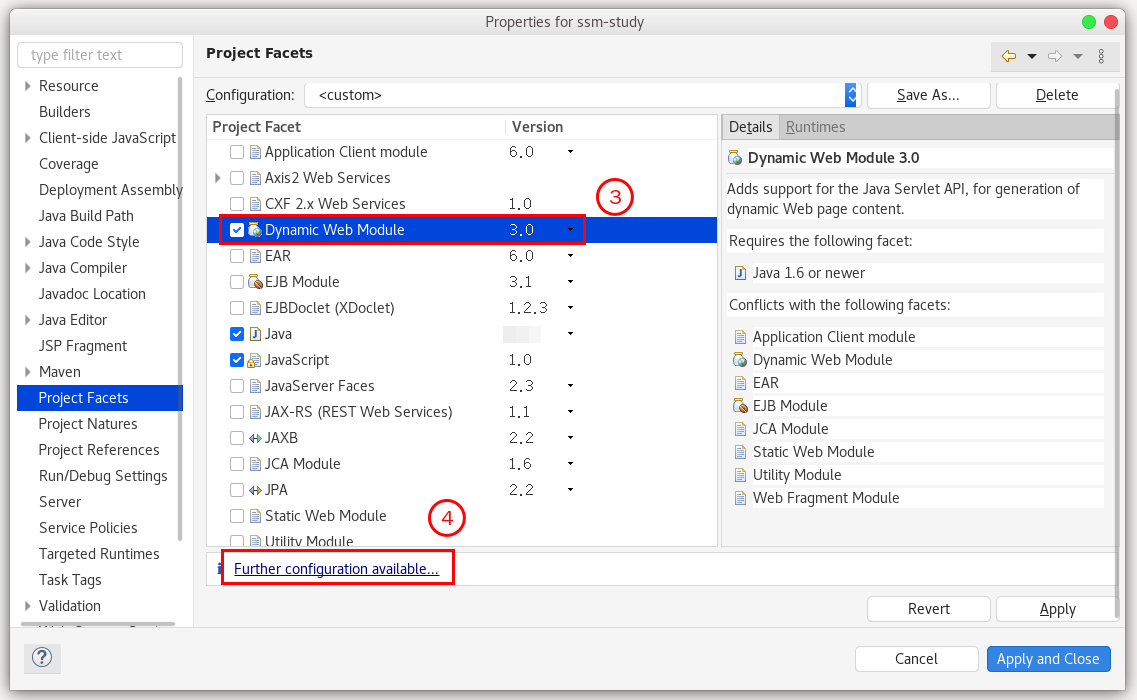 Properties for ssm-study
type filter text
Resource
Builders
Client-side JavaScript
Coverage
Deployment Assembly
Java Build Path
Java Code Style
Java Compiler
Javadoc Location
Java Editor
JSP Fragment
Maven
Project Facets
Project Natures
Project References
Run/Debug Settings
Server
Service Policies
Targeted Runtimes
Task Tags
Validation
Project Facets
Configuration: <custom> Save As... Delete
Project Facet Version
Application Client module 6.0
Axis2 Web Services
CXF 2.x Web Services 1.0
3
Dynamic Web Module 3.0
EAR 6.0
EJB Module 3.1
EJBDoclet (XDoclet) 1.2.3
Java
JavaScript 1.0
JavaServer Faces 2.3
JAX-RS (REST Web Services) 1.1
JAXB 2.2
JCA Module 1.6
JPA 2.2
Static Web Module
4
Utility Module
Details Runtimes
Dynamic Web Module 3.0
Adds support for the Java Servlet API, for generation of
dynamic Web page content.
Requires the following facet:
Java 1.6 or newer
Conflicts with the following facets:
Application Client module
Dynamic Web Module
EAR
EJB Module
JCA Module
Static Web Module
Utility Module
Web Fragment Module
Further configuration available...
Revert Apply
? Cancel Apply and Close